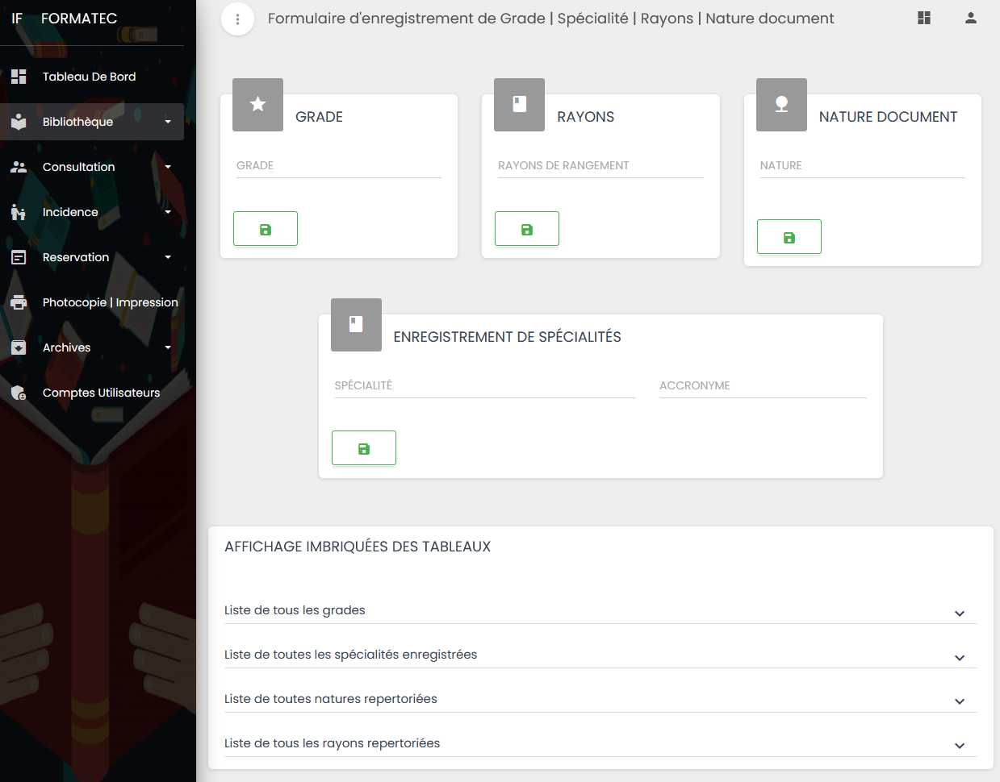 IF FORMATEC
Formulaire d'enregistrement de Grade | Spécialité | Rayons | Nature document
Tableau De Bord
Bibliothèque
Consultation
Incidence
Reservation
Photocopie | Impression
Archives
Comptes Utilisateurs
GRADE
GRADE
RAYONS
RAYONS DE RANGEMENT
NATURE DOCUMENT
NATURE
ENREGISTREMENT DE SPÉCIALITÉS
SPÉCIALITÉ
ACCRONYME
AFFICHAGE IMBRIQUÉES DES TABLEAUX
Liste de tous les grades
Liste de toutes les spécialités enregistrées
Liste de toutes natures repertoriées
Liste de tous les rayons repertoriées